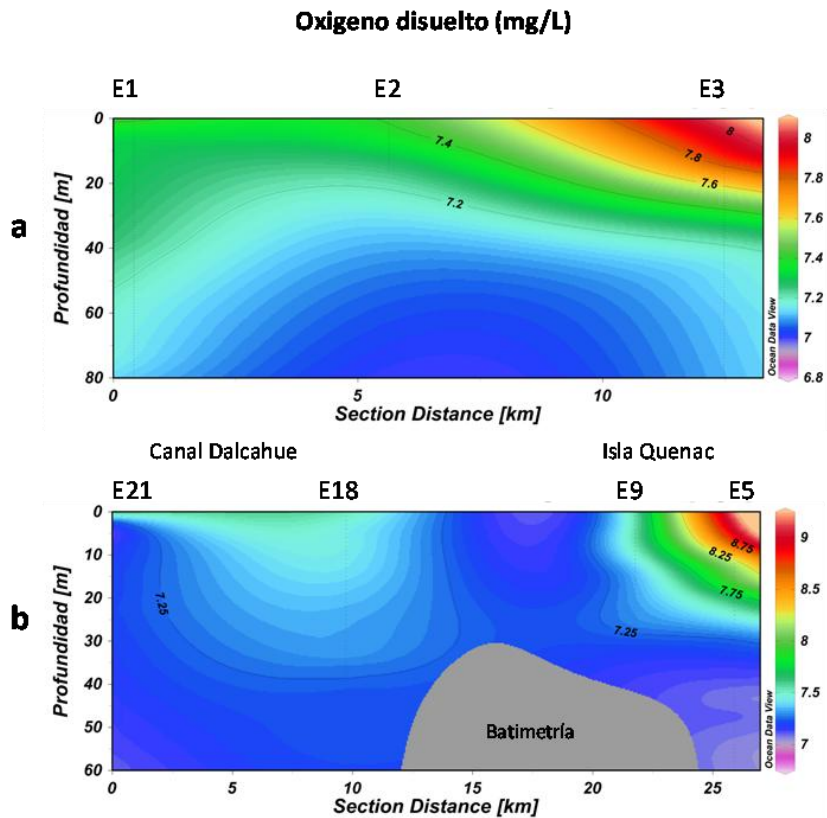 Oxigeno disuelto (mg/L)
E1 E2 E3
a
Profundidad [m]
0
20
40
60
80
7.4
7.2
8
7.8
7.6
0 5 10
Section Distance [km]
Ocean Data View
8
7.8
7.6
7.4
7.2
7
6.8
Canal Dalcahue Isla Quenac
E21 E18 E9 E5
b
Profundidad [m]
0
10
20
30
40
50
60
7.25
8.75
8.25
7.75
7.25
Batimetría
0 5 10 15 20 25
Section Distance [km]
Ocean Data View
9
8.5
8
7.5
7